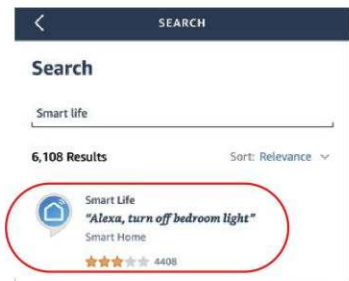 SEARCH
Search
Smart life
6,108 Results Sort: Relevance
Smart Life
"Alexa, turn off bedroom light"
Smart Home
4408